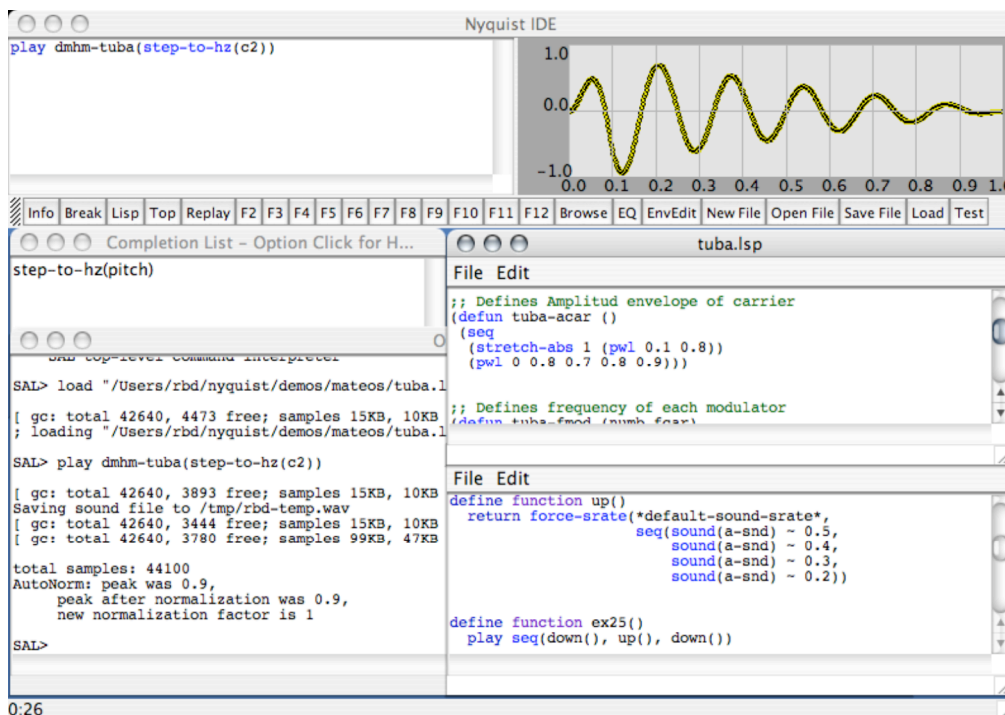 Nyquist IDE
play dmhm-tuba(step-to-hz(c2))
1.0
0.0
-1.0
0.0 0.1 0.2 0.3 0.4 0.5 0.6 0.7 0.8 0.9 1.
Info Break Lisp Top Replay F2 F3 F4 F5 F6 F7 F8 F9 F10 F11 F12 Browse EQ EnvEdit New File Open File Save File Load Test
Completion List – Option Click for H...
step-to-hz(pitch)
O
SAL top-level command interpreter
SAL> load "/Users/rbd/nyquist/demos/mateos/tuba.l
[ gc: total 42640, 4473 free; samples 15KB, 10KB
; loading "/Users/rbd/nyquist/demos/mateos/tuba.l
SAL> play dmhm-tuba(step-to-hz(c2))
[ gc: total 42640, 3893 free; samples 15KB, 10KB
Saving sound file to /tmp/rbd-temp.wav
[ gc: total 42640, 3444 free; samples 15KB, 10KB
[ gc: total 42640, 3780 free; samples 99KB, 47KB
total samples: 44100
AutoNorm: peak was 0.9,
peak after normalization was 0.9,
new normalization factor is 1
SAL>
tuba.lsp
File Edit
;; Defines Amplitud envelope of carrier
(defun tuba-acar ()
(seq
(stretch-abs 1 (pwl 0.1 0.8))
(pwl 0 0.8 0.7 0.8 0.9)))
;; Defines frequency of each modulator
(defun tuba-fmod (numb fcar)
File Edit
define function up()
return force-srate(*default-sound-srate*,
seq(sound(a-snd) ~ 0.5,
sound(a-snd) ~ 0.4,
sound(a-snd) ~ 0.3,
sound(a-snd) ~ 0.2))
define function ex25()
play seq(down(), up(), down())
0:26